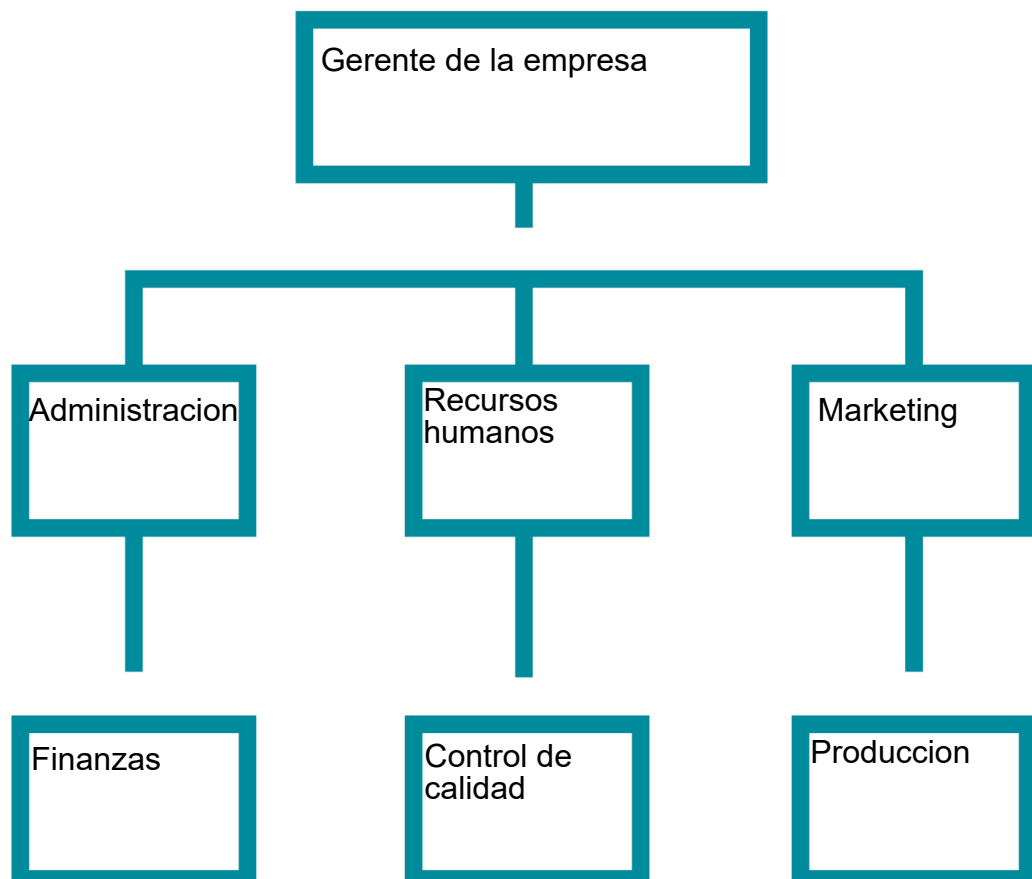 Gerente de la empresa
Administracion
Recursos
humanos
Marketing
Finanzas
Control de
calidad
Produccion